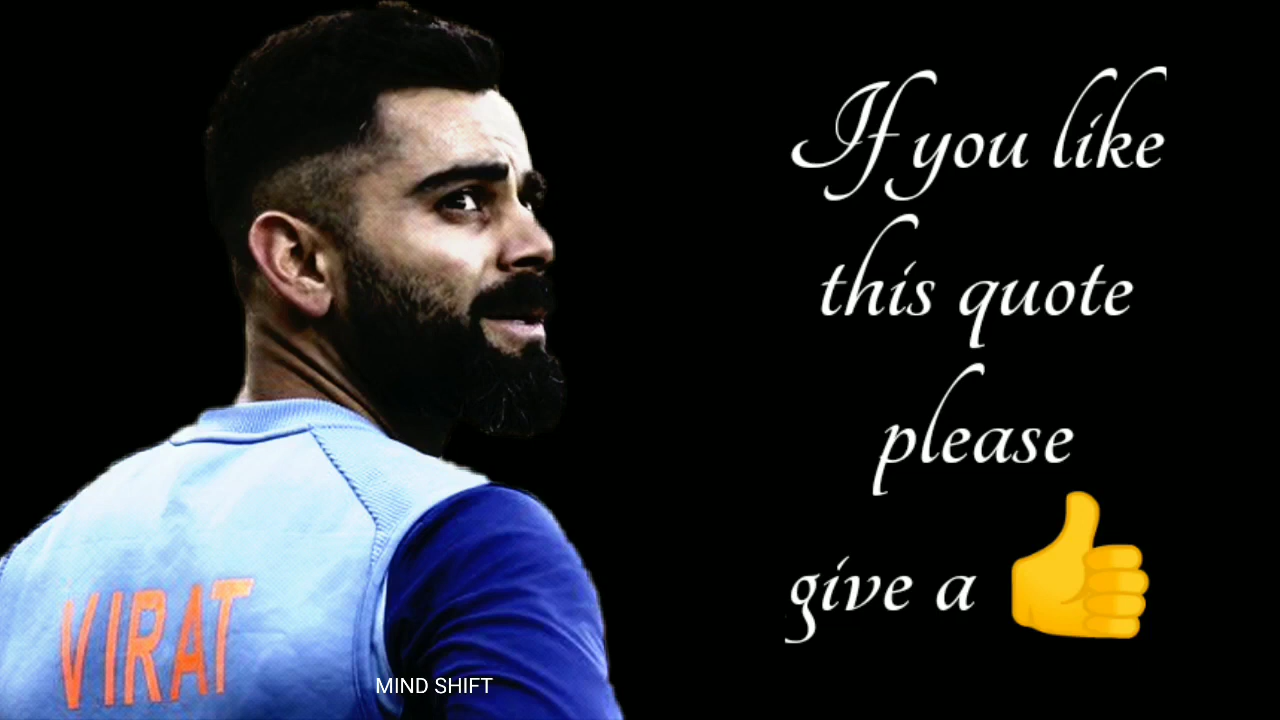 If you like
this quote
please
give a 👍
VIRAT
MIND SHIFT